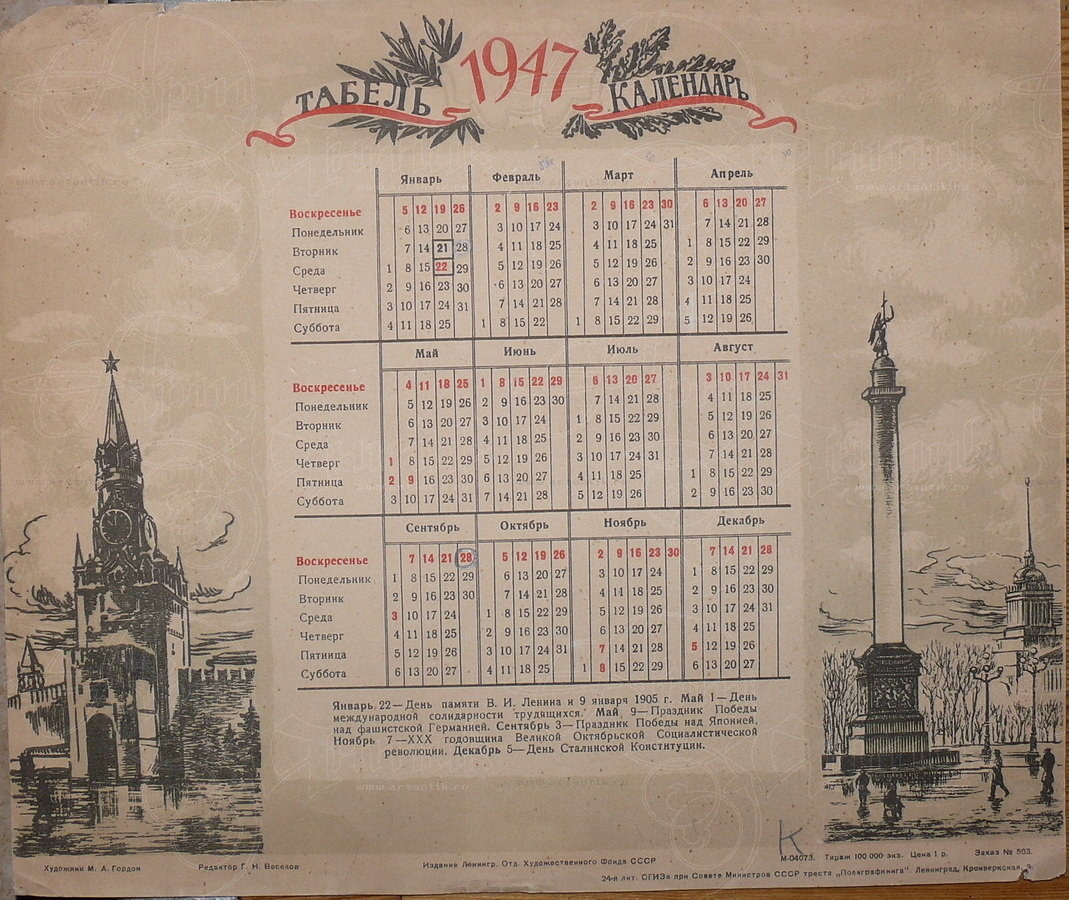 ТАБЕЛЬ 1947 КАЛЕНДАРЬ
Январь Февраль Март Апрель
Воскресенье 5 12 19 26 2 9 16 23 2 9 16 23 30 6 13 20 27
Понедельник 6 13 20 27 3 10 17 24 3 10 17 24 31 7 14 21 28
Вторник 7 14 21 28 4 11 18 25 4 11 18 25 1 8 15 22 29
Среда 1 8 15 22 29 5 12 19 26 5 12 19 26 2 9 16 23 30
Четверг 2 9 16 23 30 6 13 20 27 6 13 20 27 3 10 17 24
Пятница 3 10 17 24 31 7 14 21 28 7 14 21 28 4 11 18 25
Суббота 4 11 18 25 1 8 15 22 1 8 15 22 29 5 12 19 26
Май Июнь Июль Август
Воскресенье 4 11 18 25 1 8 15 22 29 6 13 20 27 3 10 17 24 31
Понедельник 5 12 19 26 2 9 16 23 30 7 14 21 28 4 11 18 25
Вторник 6 13 20 27 3 10 17 24 1 8 15 22 29 5 12 19 26
Среда 7 14 21 28 4 11 18 25 2 9 16 23 30 6 13 20 27
Четверг 1 8 15 22 29 5 12 19 26 3 10 17 24 31 7 14 21 28
Пятница 2 9 16 23 30 6 13 20 27 4 11 18 25 1 8 15 22 29
Суббота 3 10 17 24 31 7 14 21 28 5 12 19 26 2 9 16 23 30
Сентябрь Октябрь Ноябрь Декабрь
Воскресенье 7 14 21 28 5 12 19 26 2 9 16 23 30 7 14 21 28
Понедельник 1 8 15 22 29 6 13 20 27 3 10 17 24 1 8 15 22 29
Вторник 2 9 16 23 30 7 14 21 28 4 11 18 25 2 9 16 23 30
Среда 3 10 17 24 1 8 15 22 29 5 12 19 26 3 10 17 24 31
Четверг 4 11 18 25 2 9 16 23 30 6 13 20 27 4 11 18 25
Пятница 5 12 19 26 3 10 17 24 31 7 14 21 28 5 12 19 26
Суббота 6 13 20 27 4 11 18 25 1 8 15 22 29 6 13 20 27
Январь, 22—День памяти В. И. Ленина и 9 января 1905 г. Май 1—День
международной солидарности трудящихся. Май 9—Праздник Победы
над фашистской Германией. Сентябрь 3—Праздник Победы над Японией.
Ноябрь 7—XXX годовщина Великой Октябрьской Социалистической
революции. Декабрь 5—День Сталинской Конституции.
К
Художник М. А. Гордон Редактор Г. Н. Веселов Издание Ленингр. Отд. Художественного Фонда СССР М-04073. Тираж 100 000 экз. Цена 1 р. Заказ № 503.
24-я лит. ОГИЗа при Совете Министров СССР треста „Полиграфкнига". Ленинград, Кронверкская,
www.artantik.ru